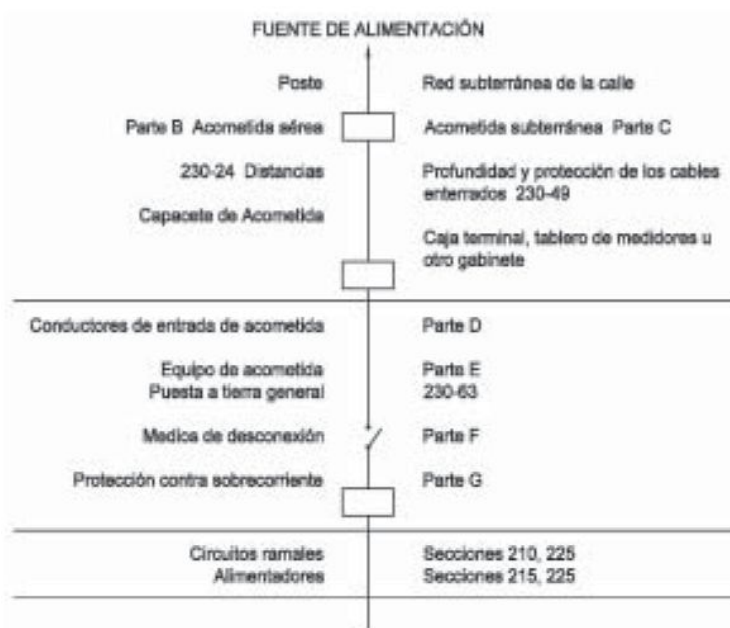 FUENTE DE ALIMENTACIÓN
Poste
Red subterránea de la calle
Parte B Acometida aérea
Acometida subterránea Parte C
230-24 Distancias
Profundidad y protección de los cables
enterrados 230-49
Capacete de Acometida
Caja terminal, tablero de medidores u
otro gabinete
Conductores de entrada de acometida
Parte D
Equipo de acometida
Parte E
Puesta a tierra general
230-63
Medios de desconexión
Parte F
Protección contra sobrecorriente
Parte G
Circuitos ramales
Secciones 210, 225
Alimentadores
Secciones 215, 225